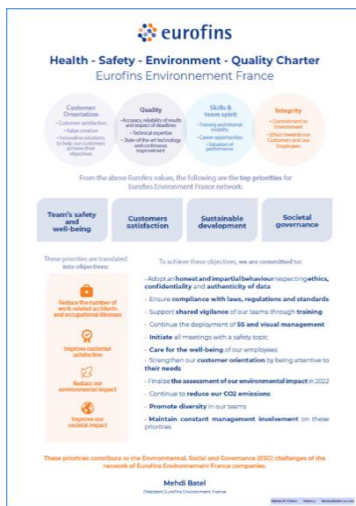 eurofins
Health - Safety - Environment - Quality Charter
Eurofins Environnement France
Customer
Orientation
• Customer satisfaction
• Value creation
• Innovative solutions,
to help our customers
achieve their
objectives
Quality
• Accuracy, reliability of results
and respect of deadlines
• Technical expertise
• State-of-the-art technology
and continuous
improvement
Skills &
team spirit
• Training and internal
mobility
• Career opportunities
• Valuation of
performance
Integrity
• Commitment to
Environment
• Ethics towards our
Customers and our
Employees
From the above Eurofins values, the following are the top priorities for
Eurofins Environnement France network:
Team's safety
and well-being
Customers
satisfaction
Sustainable
development
Societal
governance
These priorities are translated
into objectives:
Reduce the number of
work-related accidents
and occupational illnesses
Improve customer
satisfaction
Reduce our
environmental impact
Improve our
societal impact
To achieve these objectives, we are committed to:
- Adopt an honest and impartial behaviour respecting ethics,
confidentiality and authenticity of data
- Ensure compliance with laws, regulations and standards
- Support shared vigilance of our teams through training
- Continue the deployment of 5S and visual management
- Initiate all meetings with a safety topic
- Care for the well-being of our employees
- Strengthen our customer orientation by being attentive to
their needs
- Finalize the assessment of our environmental impact in 2022
- Continue to reduce our CO2 emissions
- Promote diversity in our teams
- Maintain constant management involvement on these
priorities
These priorities contribute to the Environmental, Social and Governance (ESG) challenges of the
network of Eurofins Environnement France companies.
Mehdi Batel
President Eurofins Environment France